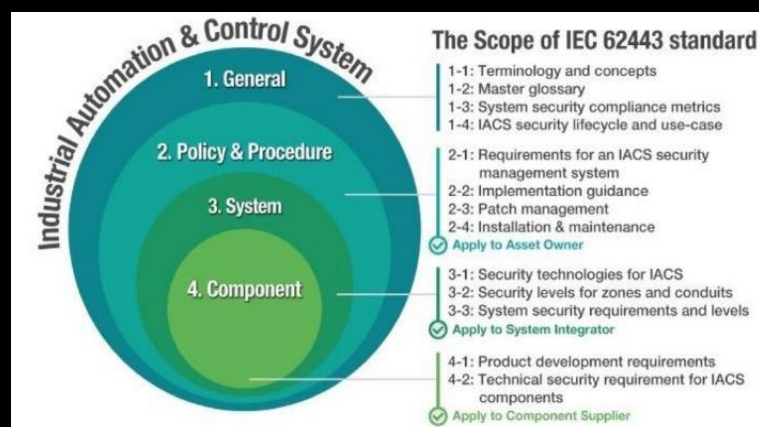 Industrial Automation & Control System
1. General
2. Policy & Procedure
3. System
4. Component
The Scope of IEC 62443 standard
1-1: Terminology and concepts
1-2: Master glossary
1-3: System security compliance metrics
1-4: IACS security lifecycle and use-case
2-1: Requirements for an IACS security
management system
2-2: Implementation guidance
2-3: Patch management
2-4: Installation & maintenance
Apply to Asset Owner
3-1: Security technologies for IACS
3-2: Security levels for zones and conduits
3-3: System security requirements and levels
Apply to System Integrator
4-1: Product development requirements
4-2: Technical security requirement for IACS
components
Apply to Component Supplier